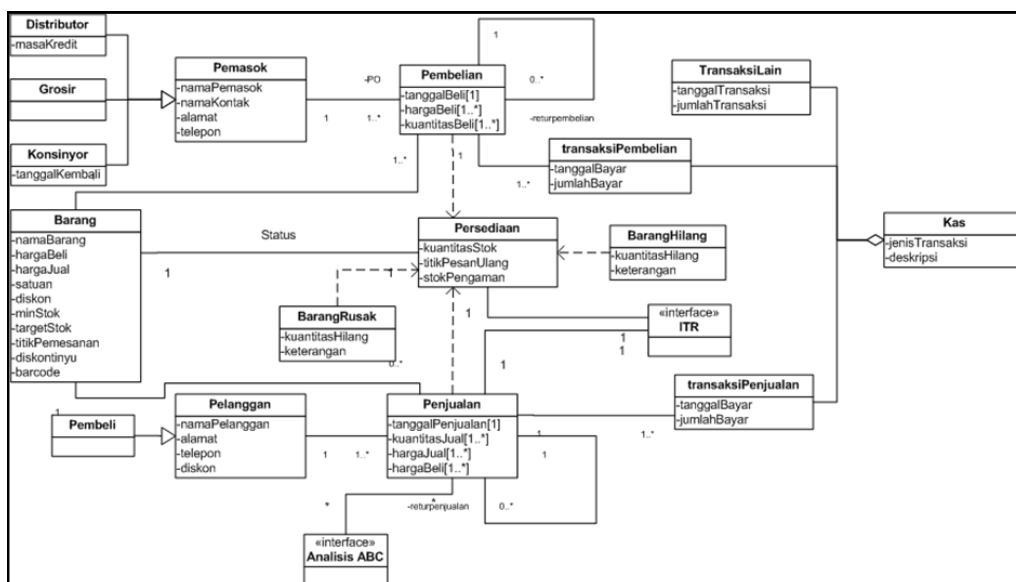 Distributor
-masaKredit
Grosir
Konsinyor
-tanggalKembali
Pemasok
-namaPemasok
-namaKontak
-alamat
-telepon
1
-PO
1..*
Pembelian
-tanggalBeli[1]
-hargaBeli[1..*]
-kuantitasBeli[1..*]
1
0..*
-returpembelian
1..*
1
1..*
TransaksiLain
-tanggalTransaksi
-jumlahTransaksi
transaksiPembelian
-tanggalBayar
-jumlahBayar
Kas
-jenisTransaksi
-deskripsi
Barang
-namaBarang
-hargaBeli
-hargaJual
-satuan
-diskon
-minStok
-targetStok
-titikPemesanan
-diskontinyu
-barcode
Status
1
1
Persediaan
-kuantitasStok
-titikPesanUlang
-stokPengaman
BarangHilang
-kuantitasHilang
-keterangan
BarangRusak
-kuantitasHilang
-keterangan
0..*
1
«interface»
ITR
1
1
1
1
Pembeli
Pelanggan
-namaPelanggan
-alamat
-telepon
-diskon
1
1..*
Penjualan
-tanggalPenjualan[1]
-kuantitasJual[1..*]
-hargaJual[1..*]
-hargaBeli[1..*]
1
1
1..*
transaksiPenjualan
-tanggalBayar
-jumlahBayar
*
*
-returpenjualan
0..*
«interface»
Analisis ABC